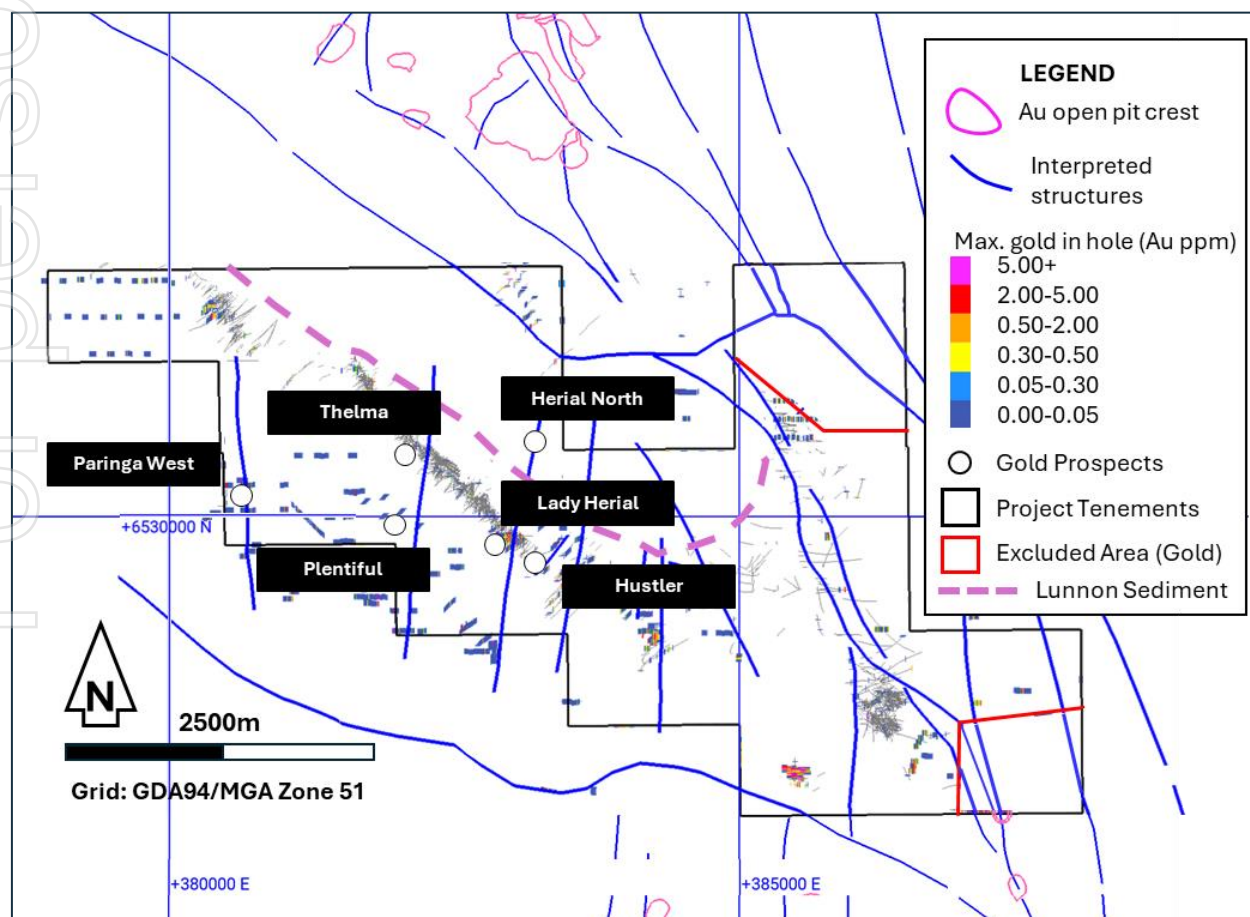 LEGEND
Au open pit crest
Interpreted
structures
Max. gold in hole (Au ppm)
5.00+
2.00-5.00
0.50-2.00
0.30-0.50
0.05-0.30
0.00-0.05
Gold Prospects
Project Tenements
Excluded Area (Gold)
Lunnon Sediment
Herial North
Thelma
Paringa West
Lady Herial
+6530000 N
Plentiful
Hustler
N
2500m
Grid: GDA94/MGA Zone 51
+380000 E
+385000 E